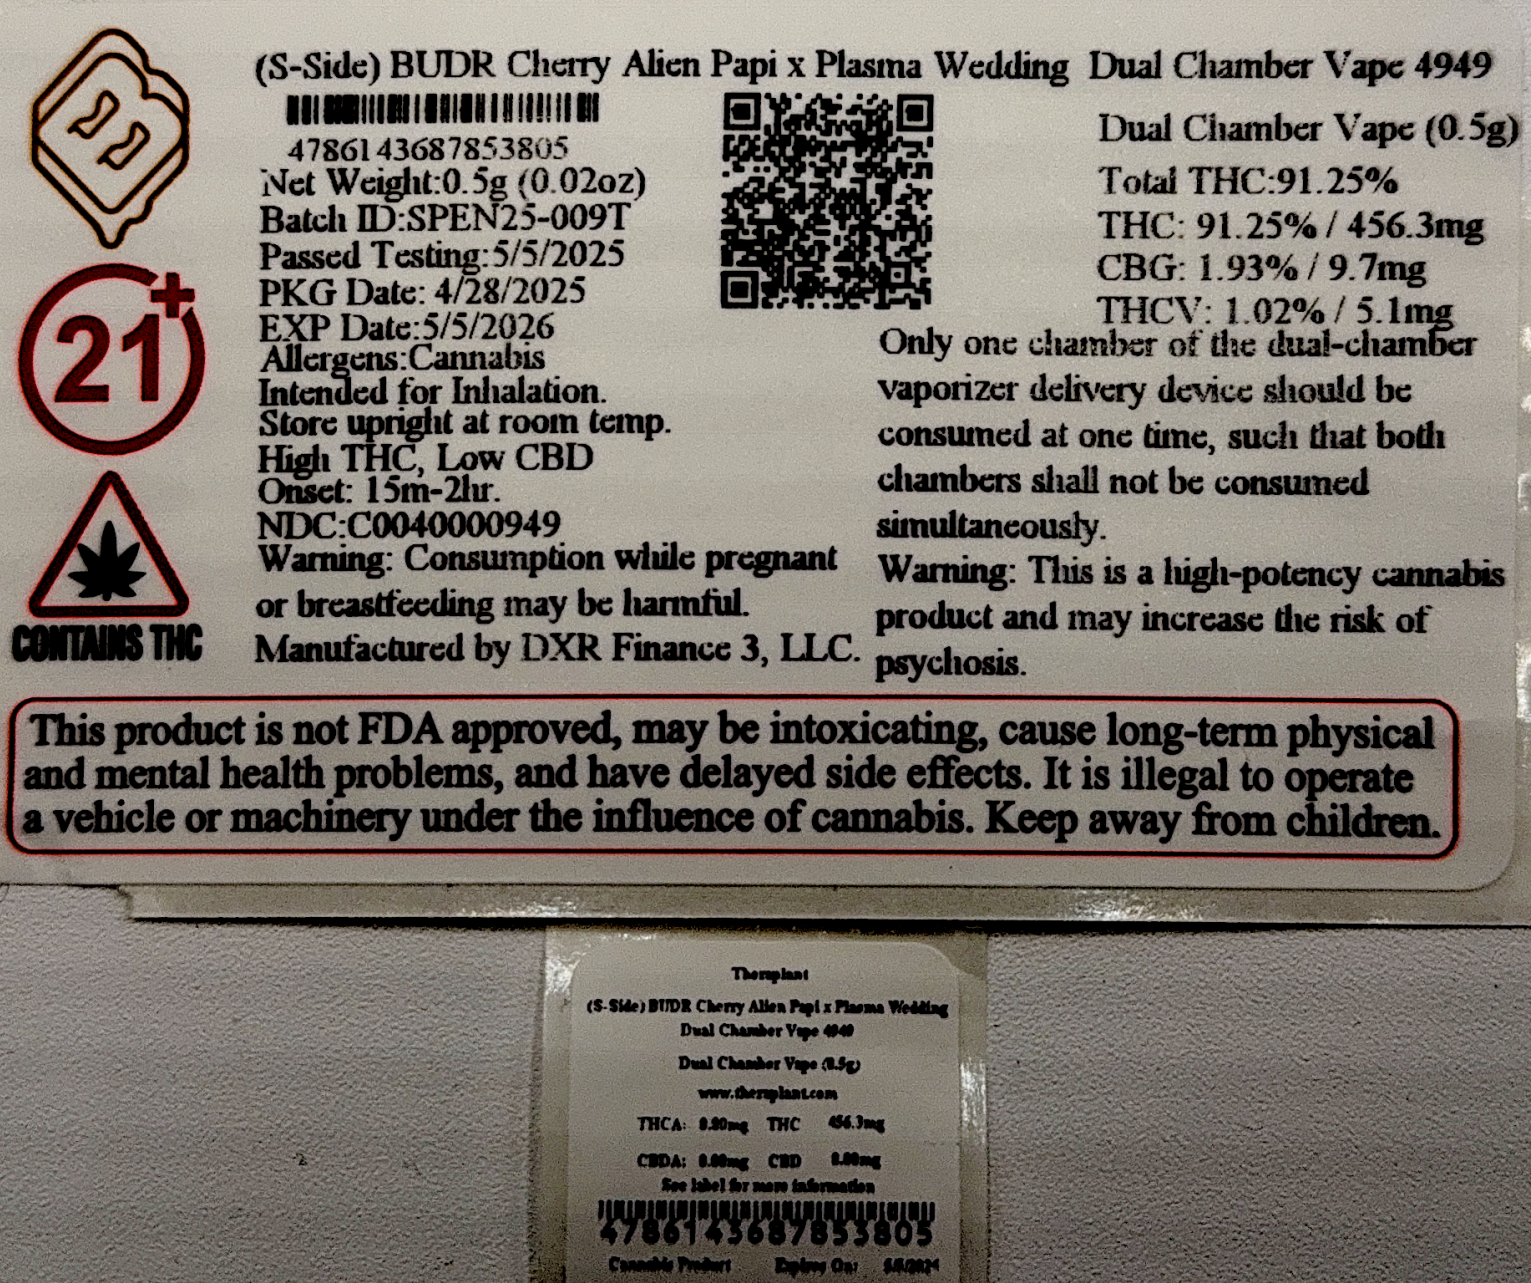 (S-Side) BUDR Cherry Alien Papi x Plasma Wedding Dual Chamber Vape 4949
4786143687853805
Net Weight:0.5g (0.02oz)
Batch ID:SPEN25-009T
Passed Testing:5/5/2025
PKG Date: 4/28/2025
EXP Date:5/5/2026
Allergens:Cannabis
Intended for Inhalation.
Store upright at room temp.
High THC, Low CBD
Onset: 15m-2hr.
NDC:C0040000949
Warning: Consumption while pregnant
or breastfeeding may be harmful.
Manufactured by DXR Finance 3, LLC.
Dual Chamber Vape (0.5g)
Total THC:91.25%
THC: 91.25% / 456.3mg
CBG: 1.93% / 9.7mg
THCV: 1.02% / 5.1mg
Only one chamber of the dual-chamber
vaporizer delivery device should be
consumed at one time, such that both
chambers shall not be consumed
simultaneously.
Warning: This is a high-potency cannabis
product and may increase the risk of
psychosis.
21+
CONTAINS THC
This product is not FDA approved, may be intoxicating, cause long-term physical
and mental health problems, and have delayed side effects. It is illegal to operate
a vehicle or machinery under the influence of cannabis. Keep away from children.
Theraplant
(S-Side) BUDR Cherry Alien Papi x Plasma Wedding
Dual Chamber Vape 4949
Dual Chamber Vape (0.5g)
www.theraplant.com
THCA: 0.00mg THC 456.3mg
CBDA: 0.00mg CBD 0.00mg
See label for more information
4786143687853805
Cannabis Product Expires On: